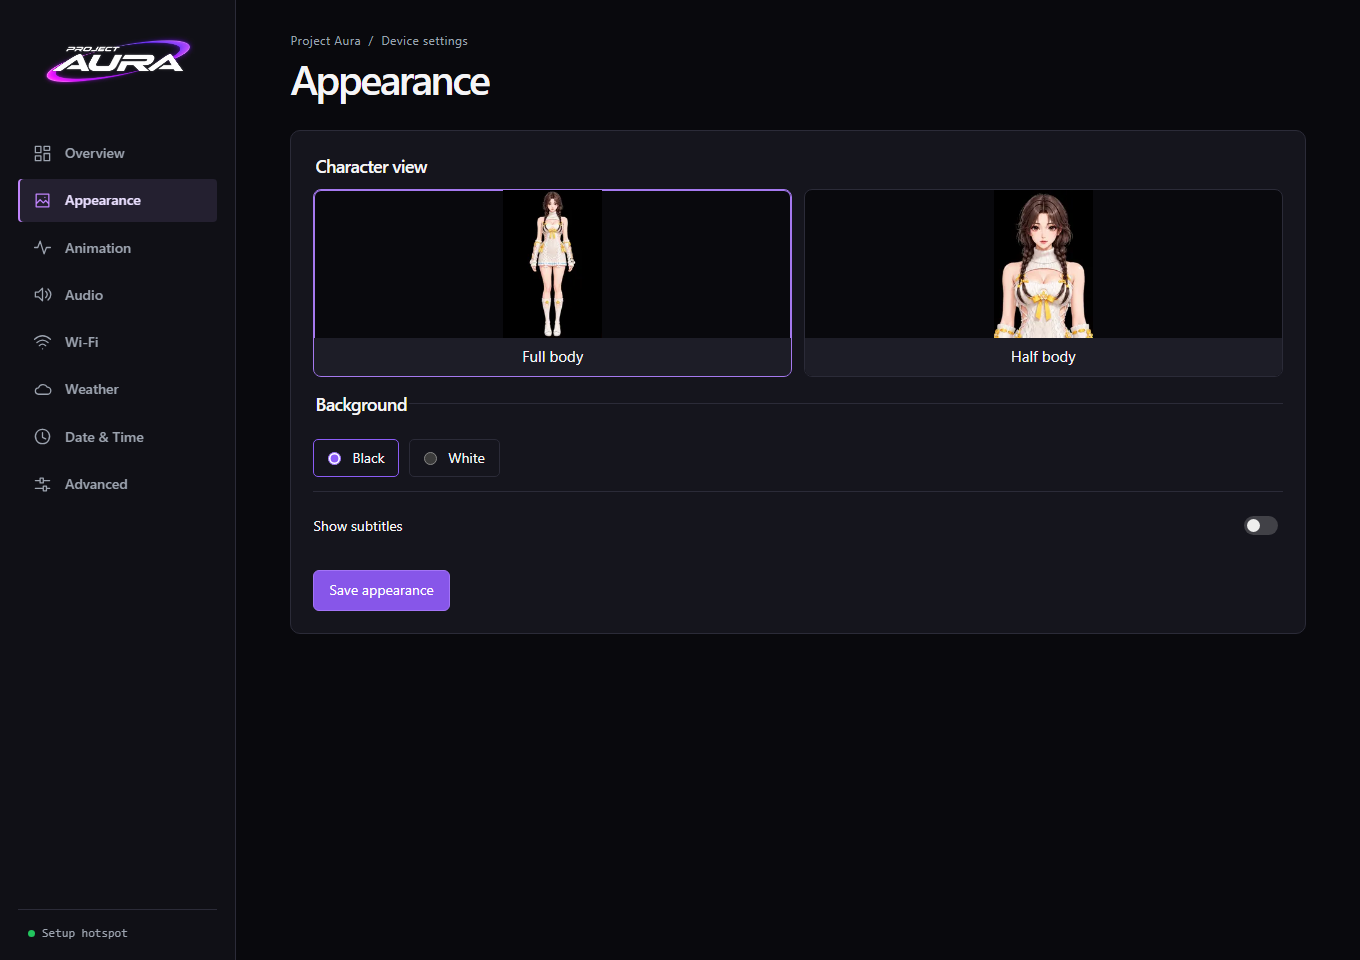 PROJECT
AURA
Overview
Appearance
Animation
Audio
Wi-Fi
Weather
Date & Time
Advanced
Setup hotspot
Project Aura / Device settings
Appearance
Character view
Full body
Half body
Background
Black
White
Show subtitles
Save appearance